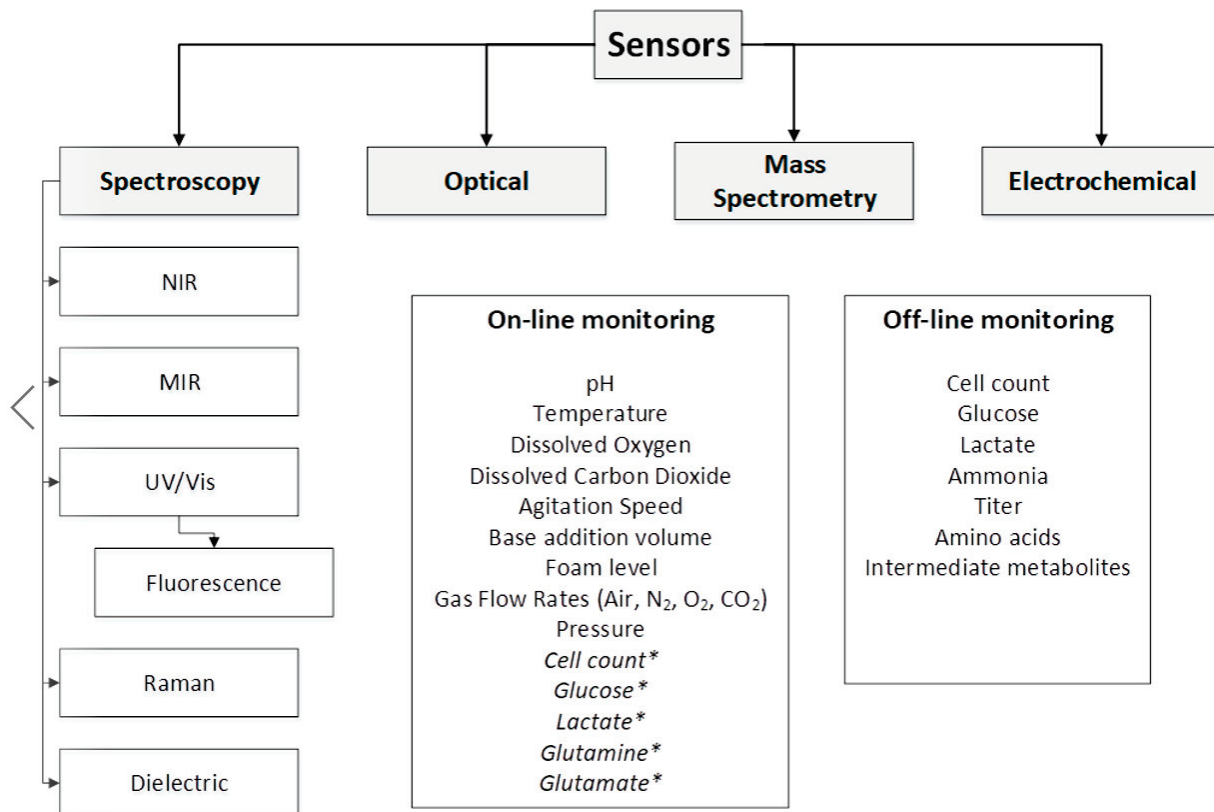 Sensors
Spectroscopy
Optical
Mass
Spectrometry
Electrochemical
NIR
MIR
UV/Vis
Fluorescence
Raman
Dielectric
On-line monitoring
pH
Temperature
Dissolved Oxygen
Dissolved Carbon Dioxide
Agitation Speed
Base addition volume
Foam level
Gas Flow Rates (Air, N₂, O₂, CO₂)
Pressure
Cell count*
Glucose*
Lactate*
Glutamine*
Glutamate*
Off-line monitoring
Cell count
Glucose
Lactate
Ammonia
Titer
Amino acids
Intermediate metabolites